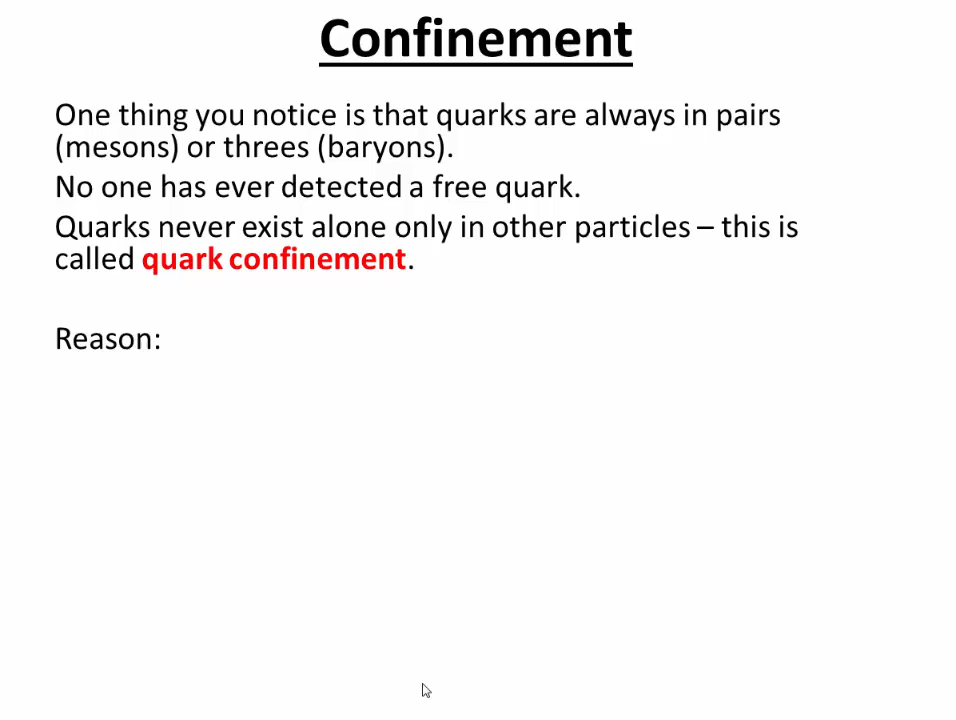 Confinement
One thing you notice is that quarks are always in pairs
(mesons) or threes (baryons).
No one has ever detected a free quark.
Quarks never exist alone only in other particles – this is
called quark confinement.
Reason: